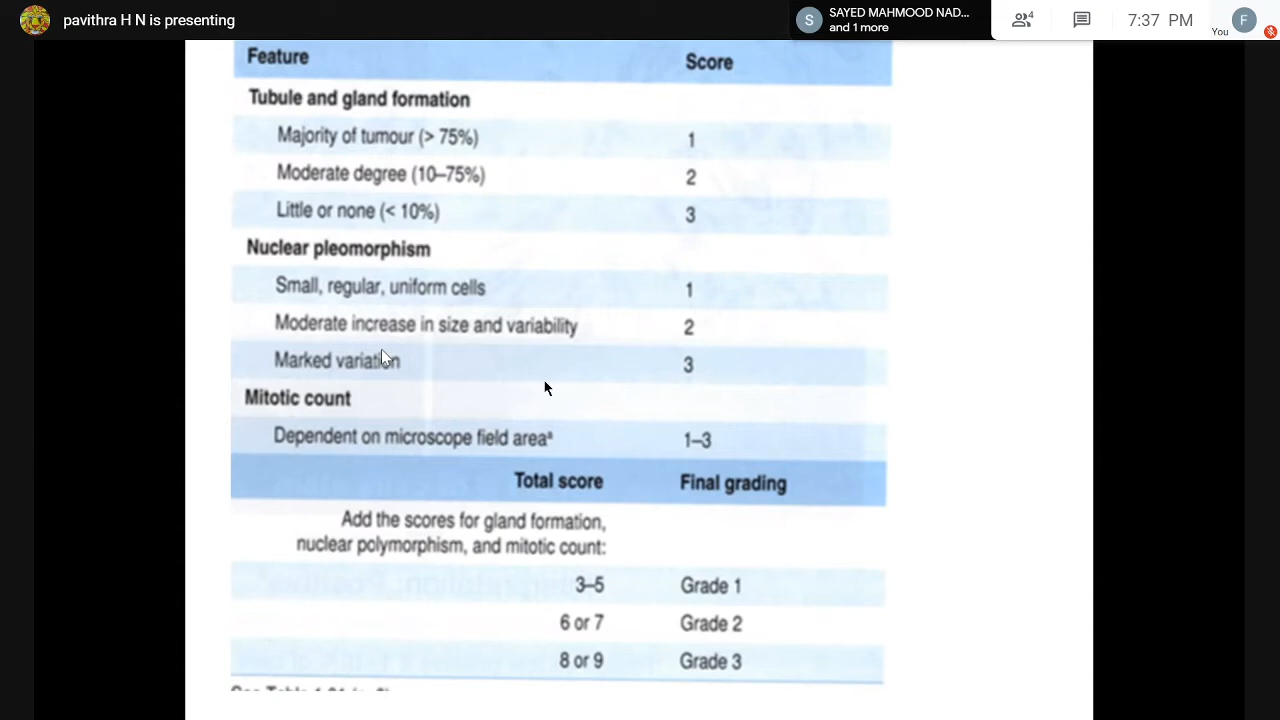 pavithra H N is presenting
S
SAYED MAHMOOD NAD...
and 1 more
4
7:37 PM
You
F
Feature Score
Tubule and gland formation
Majority of tumour (> 75%) 1
Moderate degree (10–75%) 2
Little or none (< 10%) 3
Nuclear pleomorphism
Small, regular, uniform cells 1
Moderate increase in size and variability 2
Marked variation 3
Mitotic count
Dependent on microscope field areaª 1–3
Total score Final grading
Add the scores for gland formation,
nuclear polymorphism, and mitotic count:
3–5 Grade 1
6 or 7 Grade 2
8 or 9 Grade 3